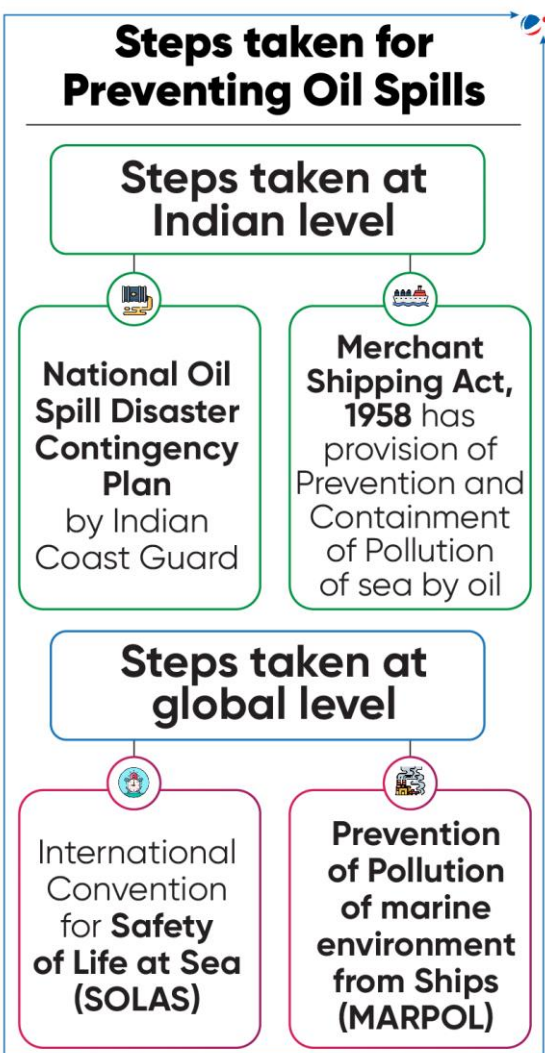 Steps taken for
Preventing Oil Spills
Steps taken at
Indian level
National Oil
Spill Disaster
Contingency
Plan
by Indian
Coast Guard
Merchant
Shipping Act,
1958 has
provision of
Prevention and
Containment
of Pollution
of sea by oil
Steps taken at
global level
International
Convention
for Safety
of Life at Sea
(SOLAS)
Prevention
of Pollution
of marine
environment
from Ships
(MARPOL)